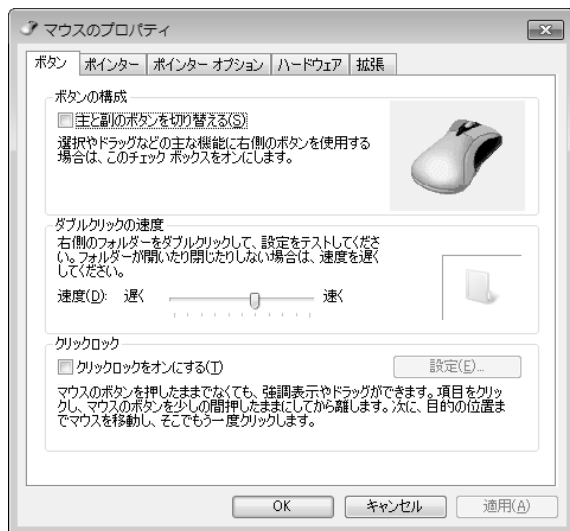 マウスのプロパティ
ボタン ポインター ポインター オプション ハードウェア 拡張
ボタンの構成
主と副のボタンを切り替える(S)
選択やドラッグなどの主な機能に右側のボタンを使用する
場合は、このチェック ボックスをオンにします。
ダブルクリックの速度
右側のフォルダーをダブルクリックして、設定をテストしてくださ
い。フォルダーが開いたり閉じたりしない場合は、速度を遅く
してください。
速度(D): 遅く 速く
クリックロック
クリックロックをオンにする(T) 設定(E)...
マウスのボタンを押したままでなくても、強調表示やドラッグができます。項目をクリッ
クし、マウスのボタンを少しの間押したままにしてから離します。次に、目的の位置ま
でマウスを移動し、そこでもう一度クリックします。
OK キャンセル 適用(A)